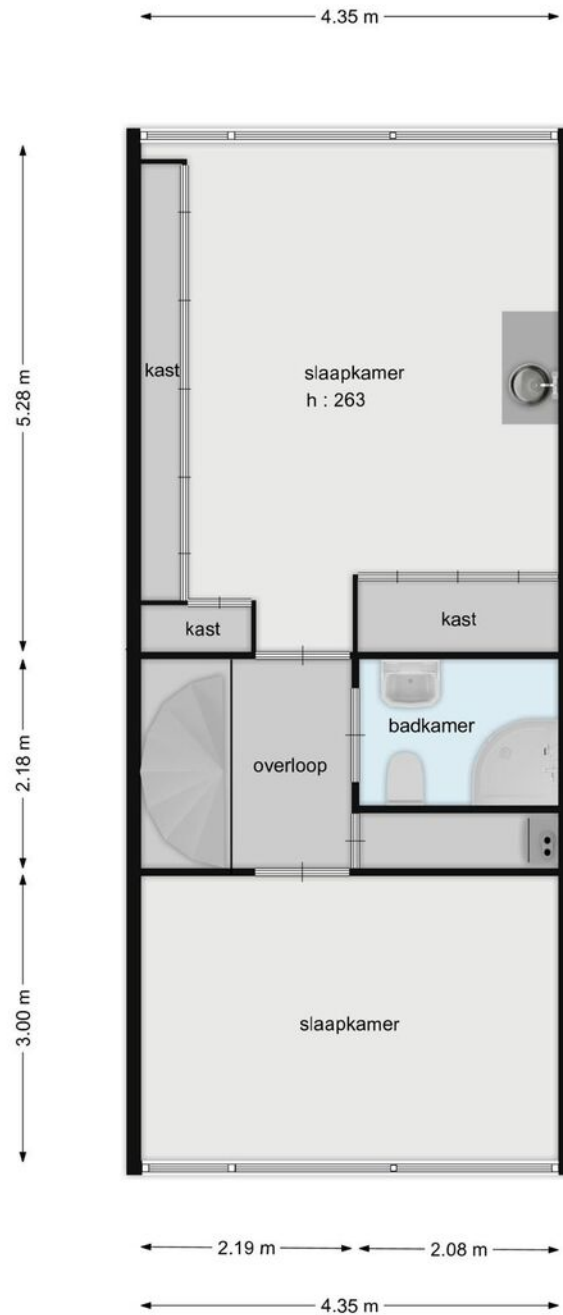 4.35 m
5.28 m
kast
slaapkamer
h : 263
kast
kast
2.18 m
badkamer
overloop
3.00 m
slaapkamer
2.19 m
2.08 m
4.35 m